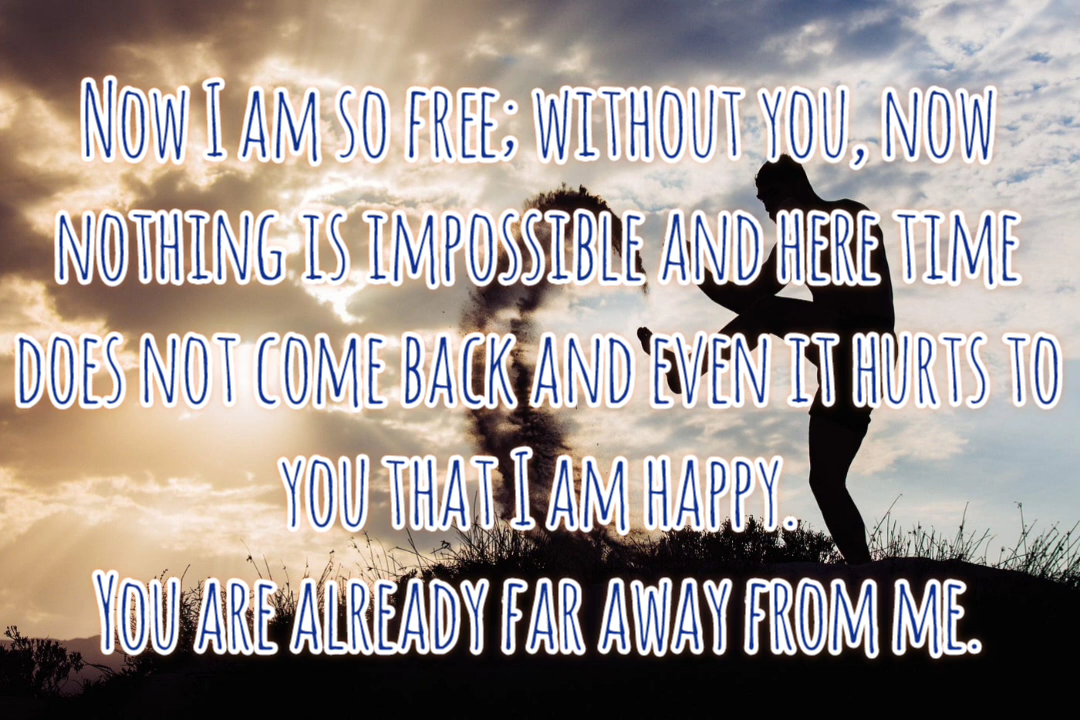 Now I am so free; without you, now
nothing is impossible and here time
does not come back and even it hurts to
you that I am happy.
You are already far away from me.